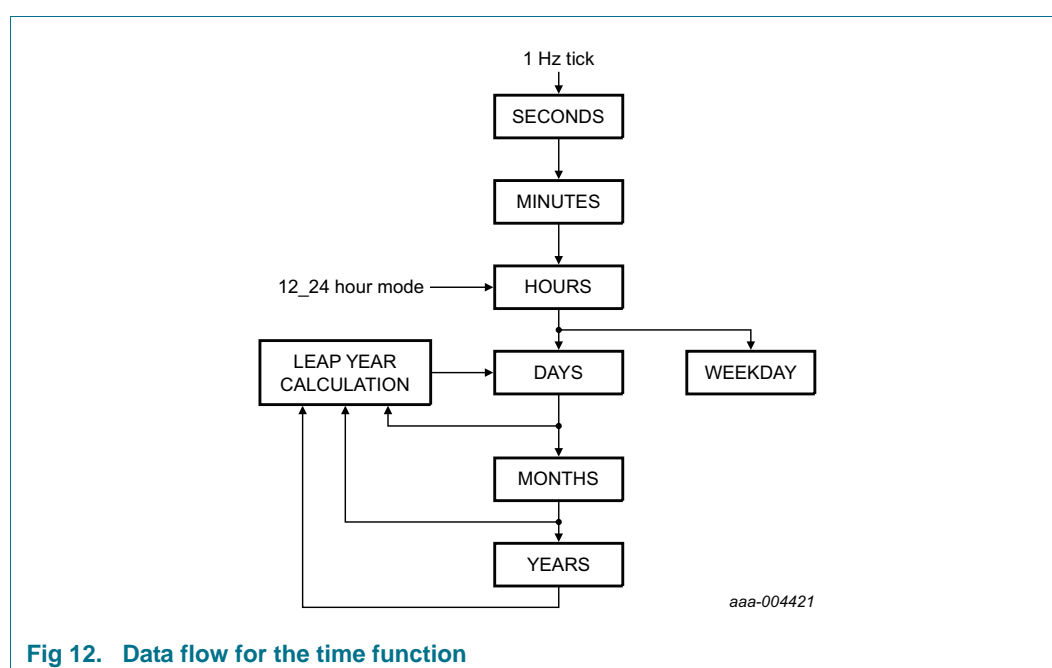 1 Hz tick
SECONDS
MINUTES
12_24 hour mode
HOURS
LEAP YEAR
CALCULATION
DAYS
WEEKDAY
MONTHS
YEARS
aaa-004421
Fig 12. Data flow for the time function